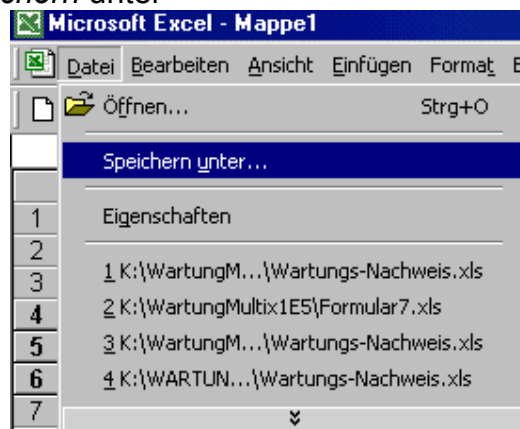 chern unter
Microsoft Excel - Mappe1
Datei Bearbeiten Ansicht Einfügen Format E
Öffnen... Strg+O
Speichern unter...
1 Eigenschaften
2
3 1 K:\WartungM...\Wartungs-Nachweis.xls
4 2 K:\WartungMultix1E5\Formular7.xls
5 3 K:\WartungM...\Wartungs-Nachweis.xls
6 4 K:\WARTUN...\Wartungs-Nachweis.xls
7